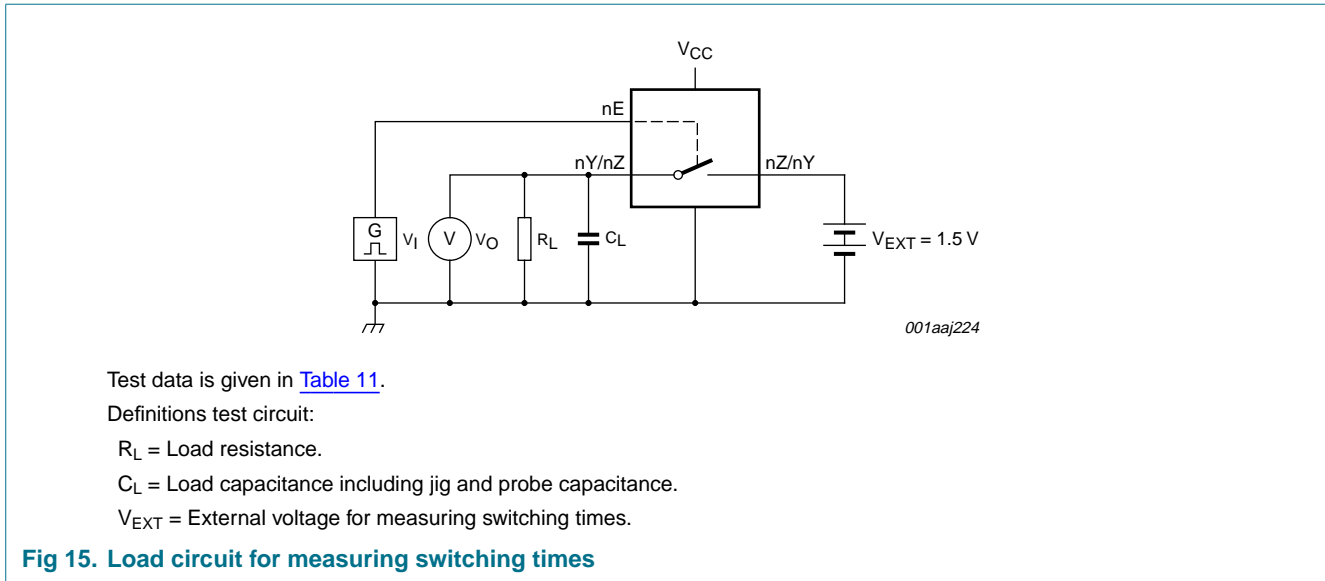 VCC
nE
nY/nZ
nZ/nY
G
VI
V
VO
RL
CL
VEXT = 1.5 V
001aaj224
Test data is given in Table 11.
Definitions test circuit:
RL = Load resistance.
CL = Load capacitance including jig and probe capacitance.
VEXT = External voltage for measuring switching times.
Fig 15. Load circuit for measuring switching times